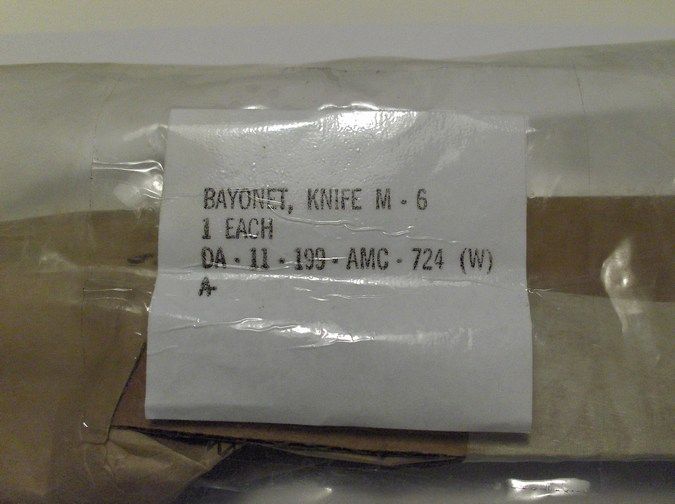 BAYONET, KNIFE M - 6
1 EACH
DA - 11 - 199 - AMC - 724 (W)
A-